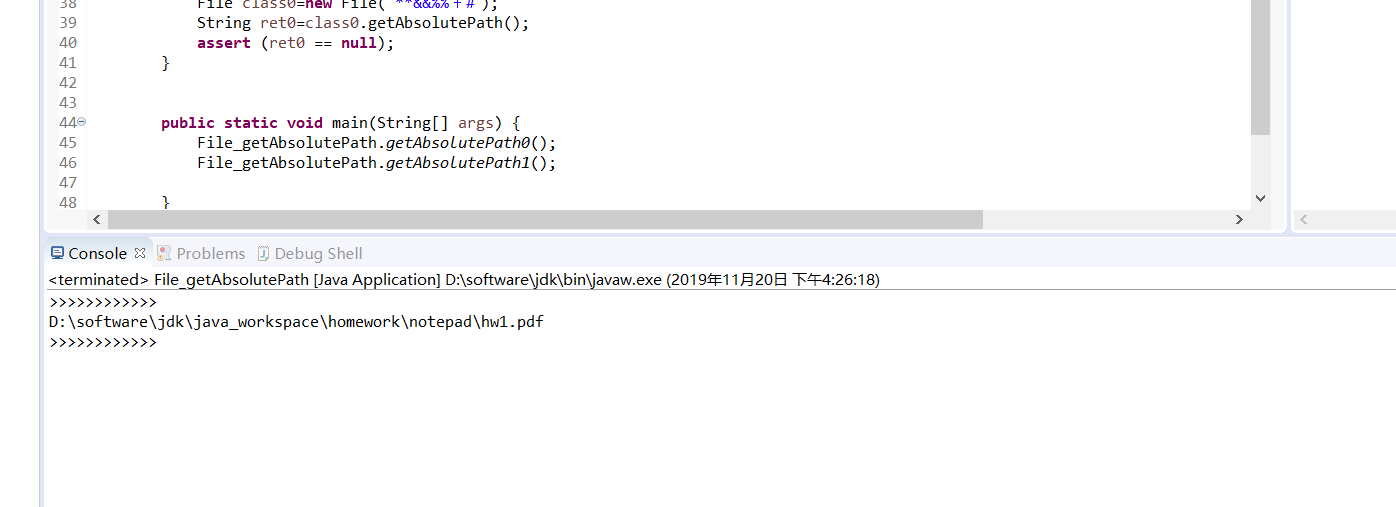 38 File class0=new File("**&&%%+#");
39 String ret0=class0.getAbsolutePath();
40 assert (ret0 == null);
41 }
42
43
44 public static void main(String[] args) {
45 File_getAbsolutePath.getAbsolutePath0();
46 File_getAbsolutePath.getAbsolutePath1();
47
48 }
Console Problems Debug Shell
<terminated> File_getAbsolutePath [Java Application] D:\software\jdk\bin\javaw.exe (2019年11月20日 下午4:26:18)
>>>>>>>>>>>>
D:\software\jdk\java_workspace\homework\notepad\hw1.pdf
>>>>>>>>>>>>